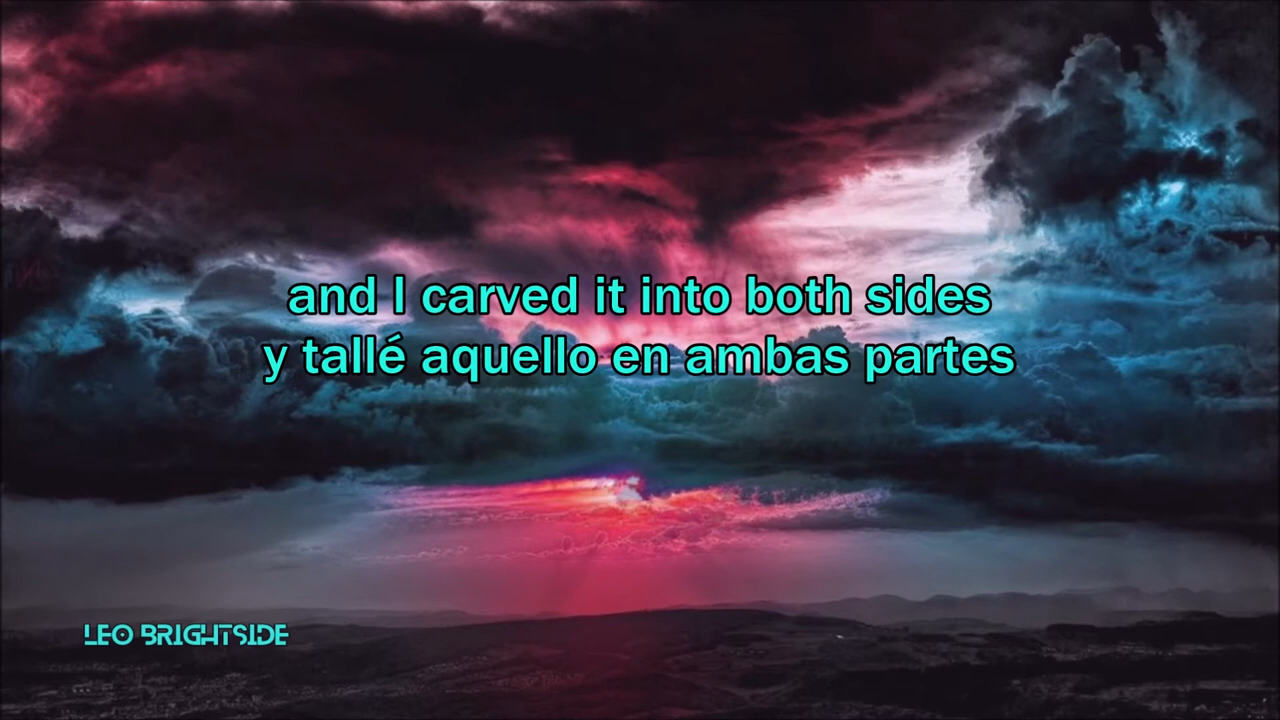 and I carved it into both sides
y tallé aquello en ambas partes
LEO BRIGHTSIDE